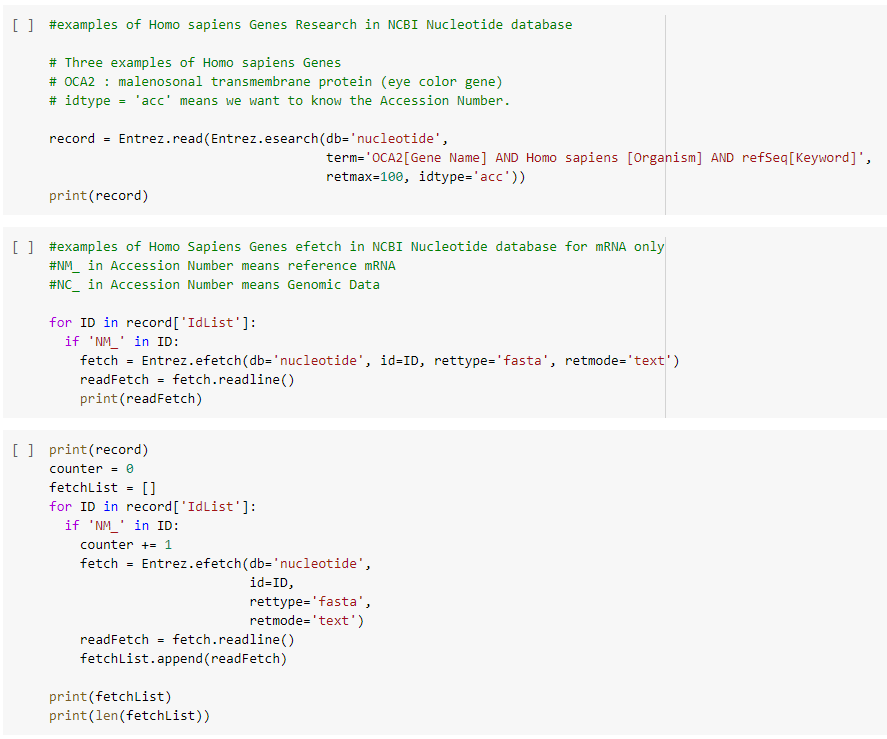 [ ] #examples of Homo sapiens Genes Research in NCBI Nucleotide database
# Three examples of Homo sapiens Genes
# OCA2 : malenosonal transmembrane protein (eye color gene)
# idtype = 'acc' means we want to know the Accession Number.
record = Entrez.read(Entrez.esearch(db='nucleotide',
term='OCA2[Gene Name] AND Homo sapiens [Organism] AND refSeq[Keyword]',
retmax=100, idtype='acc'))
print(record)
[ ] #examples of Homo Sapiens Genes efetch in NCBI Nucleotide database for mRNA only
#NM_ in Accession Number means reference mRNA
#NC_ in Accession Number means Genomic Data
for ID in record['IdList']:
if 'NM_' in ID:
fetch = Entrez.efetch(db='nucleotide', id=ID, rettype='fasta', retmode='text')
readFetch = fetch.readline()
print(readFetch)
[ ] print(record)
counter = 0
fetchList = []
for ID in record['IdList']:
if 'NM_' in ID:
counter += 1
fetch = Entrez.efetch(db='nucleotide',
id=ID,
rettype='fasta',
retmode='text')
readFetch = fetch.readline()
fetchList.append(readFetch)
print(fetchList)
print(len(fetchList))